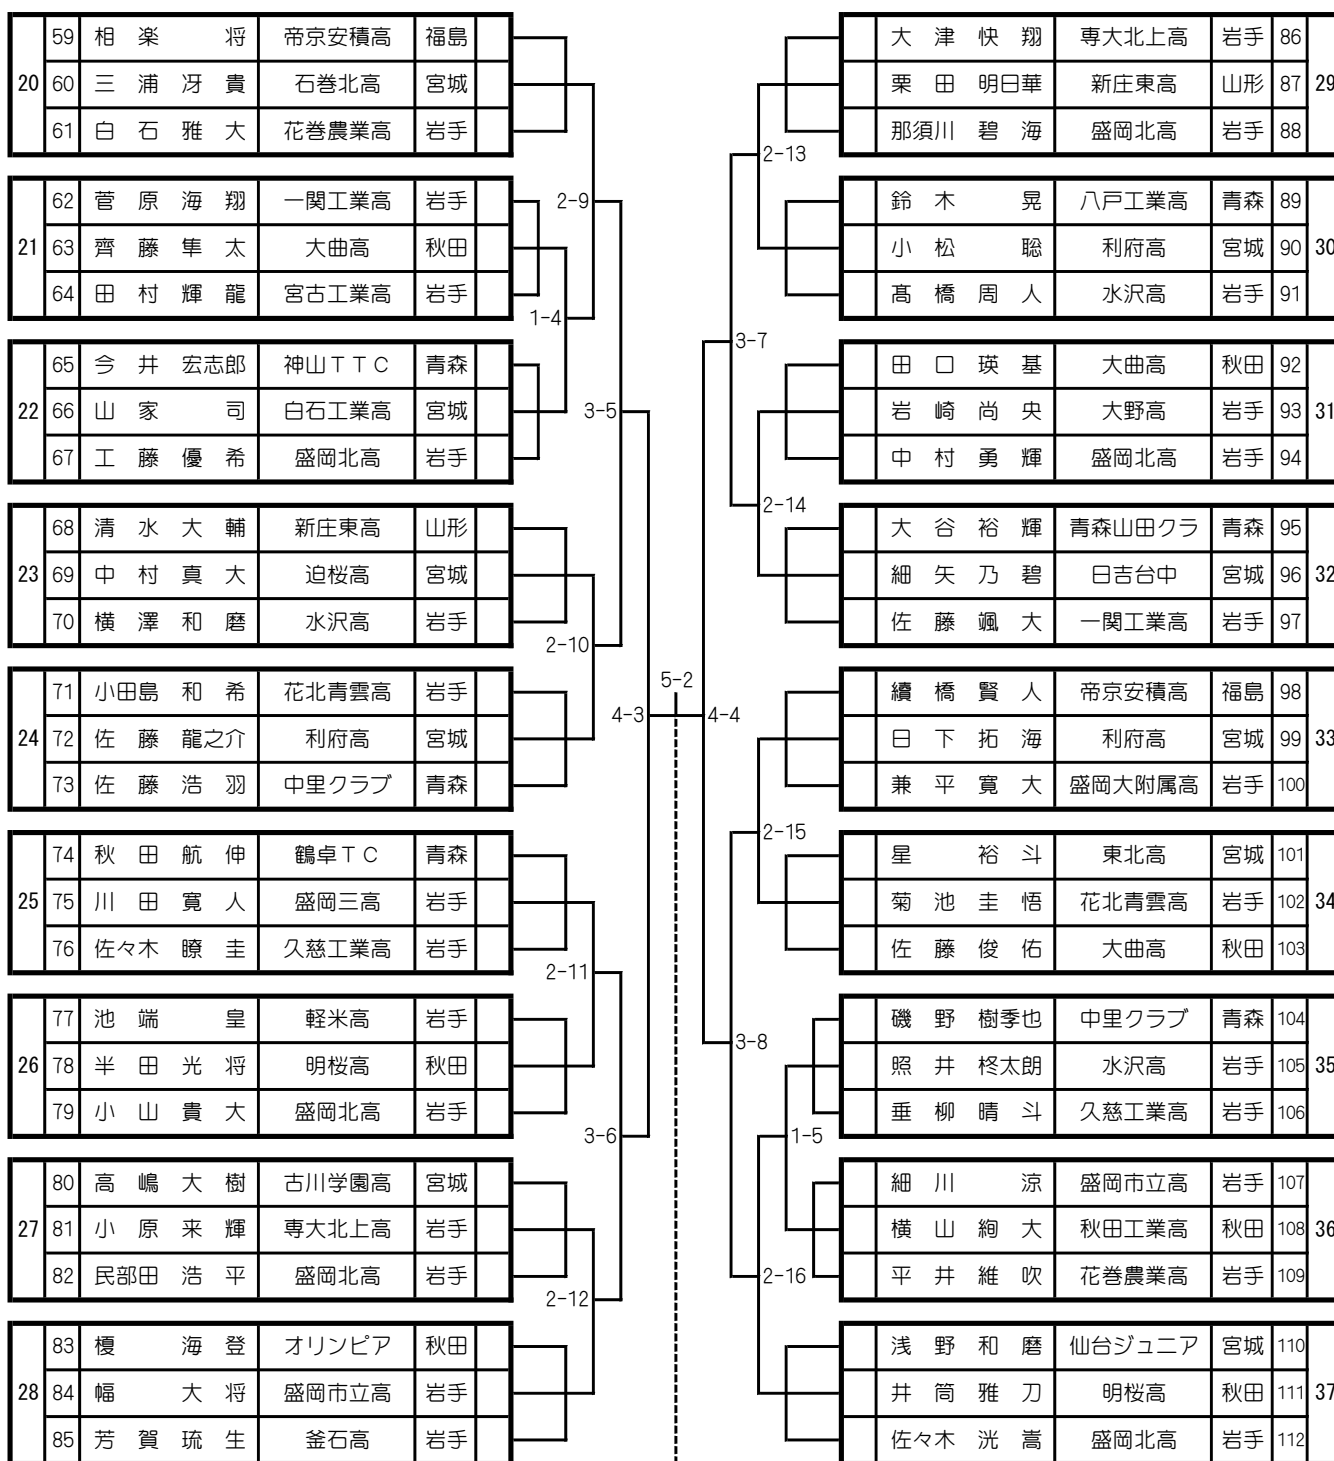 20
59 相楽 将 帝京安積高 福島
60 三浦冴貴 石巻北高 宮城
61 白石雅大 花巻農業高 岩手
21
62 菅原海翔 一関工業高 岩手
63 齊藤隼太 大曲高 秋田
64 田村輝龍 宮古工業高 岩手
22
65 今井宏志郎 神山TTC 青森
66 山家 司 白石工業高 宮城
67 工藤優希 盛岡北高 岩手
23
68 清水大輔 新庄東高 山形
69 中村真大 迫桜高 宮城
70 横澤和磨 水沢高 岩手
24
71 小田島和希 花北青雲高 岩手
72 佐藤龍之介 利府高 宮城
73 佐藤浩羽 中里クラブ 青森
25
74 秋田航伸 鶴卓TC 青森
75 川田寛人 盛岡三高 岩手
76 佐々木瞭圭 久慈工業高 岩手
26
77 池端 皇 軽米高 岩手
78 半田光将 明桜高 秋田
79 小山貴大 盛岡北高 岩手
27
80 高嶋大樹 古川学園高 宮城
81 小原来輝 専大北上高 岩手
82 民部田浩平 盛岡北高 岩手
28
83 榎 海登 オリンピア 秋田
84 幅 大将 盛岡市立高 岩手
85 芳賀琉生 釜石高 岩手
2-9
1-4
3-5
2-10
4-3
2-11
3-6
2-12
5-2
2-13
3-7
2-14
4-4
2-15
3-8
1-5
2-16
大津快翔 専大北上高 岩手 86
栗田明日華 新庄東高 山形 87
那須川碧海 盛岡北高 岩手 88
29
鈴木 晃 八戸工業高 青森 89
小松 聡 利府高 宮城 90
髙橋周人 水沢高 岩手 91
30
田口瑛基 大曲高 秋田 92
岩崎尚央 大野高 岩手 93
中村勇輝 盛岡北高 岩手 94
31
大谷裕輝 青森山田クラ 青森 95
細矢乃碧 日吉台中 宮城 96
佐藤颯大 一関工業高 岩手 97
32
續橋賢人 帝京安積高 福島 98
日下拓海 利府高 宮城 99
兼平寛大 盛岡大附属高 岩手 100
33
星 裕斗 東北高 宮城 101
菊池圭悟 花北青雲高 岩手 102
佐藤俊佑 大曲高 秋田 103
34
磯野樹季也 中里クラブ 青森 104
照井柊太朗 水沢高 岩手 105
垂柳晴斗 久慈工業高 岩手 106
35
細川 涼 盛岡市立高 岩手 107
横山絢大 秋田工業高 秋田 108
平井維吹 花巻農業高 岩手 109
36
浅野和磨 仙台ジュニア 宮城 110
井筒雅刀 明桜高 秋田 111
佐々木洸嵩 盛岡北高 岩手 112
37